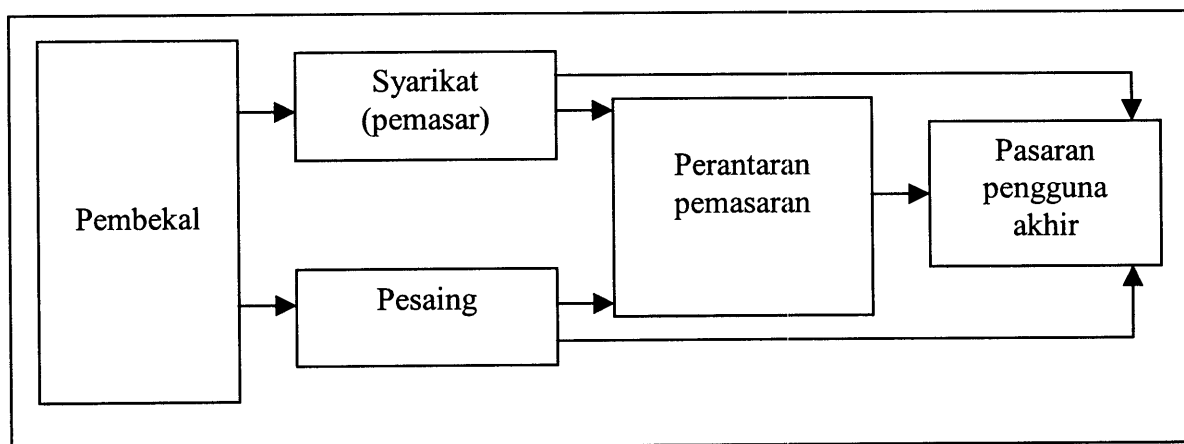 Pembekal
Syarikat
(pemasar)
Pesaing
Perantaran
pemasaran
Pasaran
pengguna
akhir